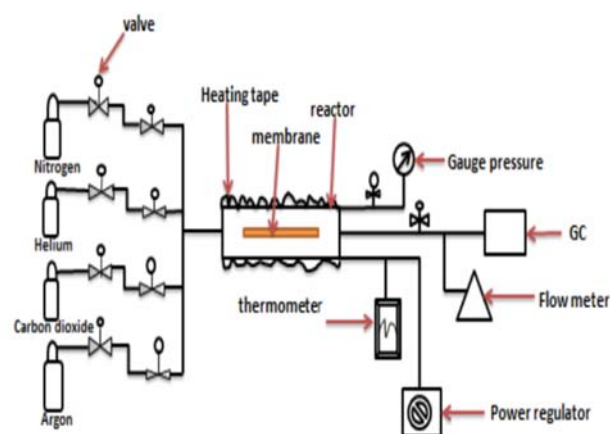 valve
Heating tape
reactor
membrane
Nitrogen
Gauge pressure
Helium
GC
Carbon dioxide
thermometer
Flow meter
Argon
Power regulator